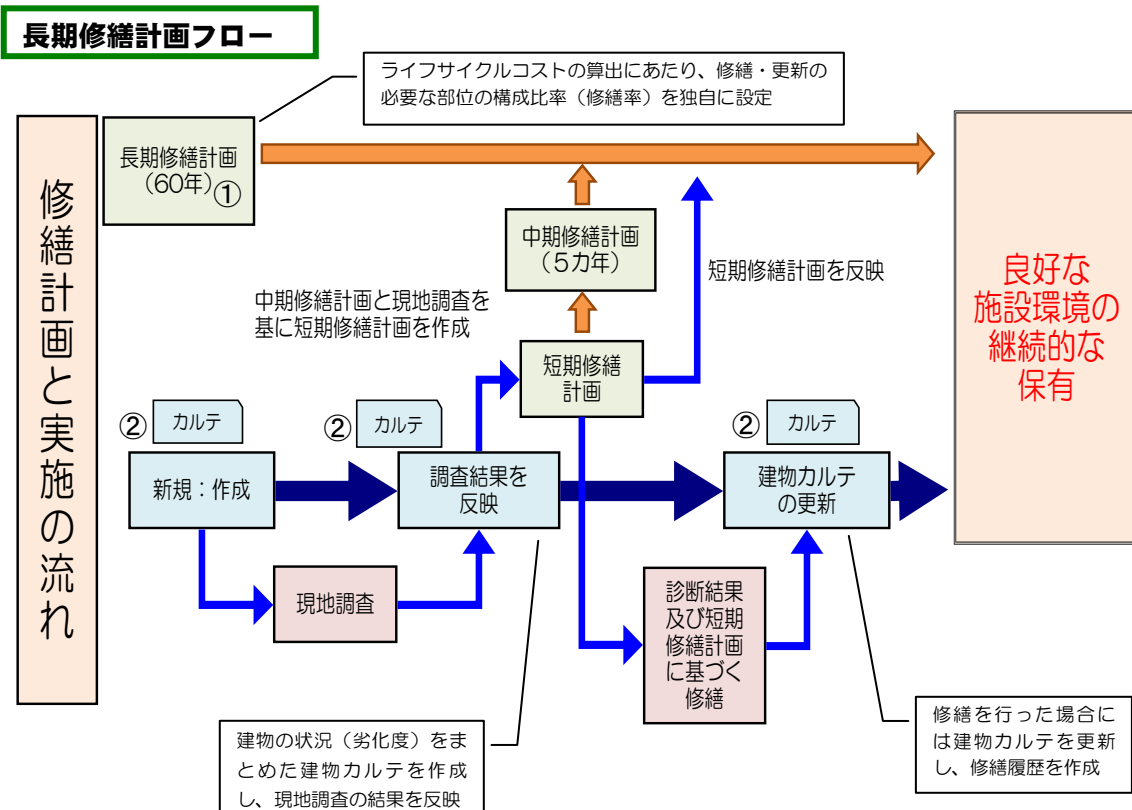 長期修繕計画フロー
ライフサイクルコストの算出にあたり、修繕・更新の
必要な部位の構成比率（修繕率）を独自に設定
修繕計画と実施の流れ
長期修繕計画
（60年）①
中期修繕計画
（５カ年）
短期修繕計画を反映
中期修繕計画と現地調査を
基に短期修繕計画を作成
短期修繕
計画
良好な
施設環境の
継続的な
保有
② カルテ
② カルテ
② カルテ
新規：作成
調査結果を
反映
建物カルテ
の更新
現地調査
診断結果
及び短期
修繕計画
に基づく
修繕
建物の状況（劣化度）をま
とめた建物カルテを作成
し、現地調査の結果を反映
修繕を行った場合に
は建物カルテを更新
し、修繕履歴を作成